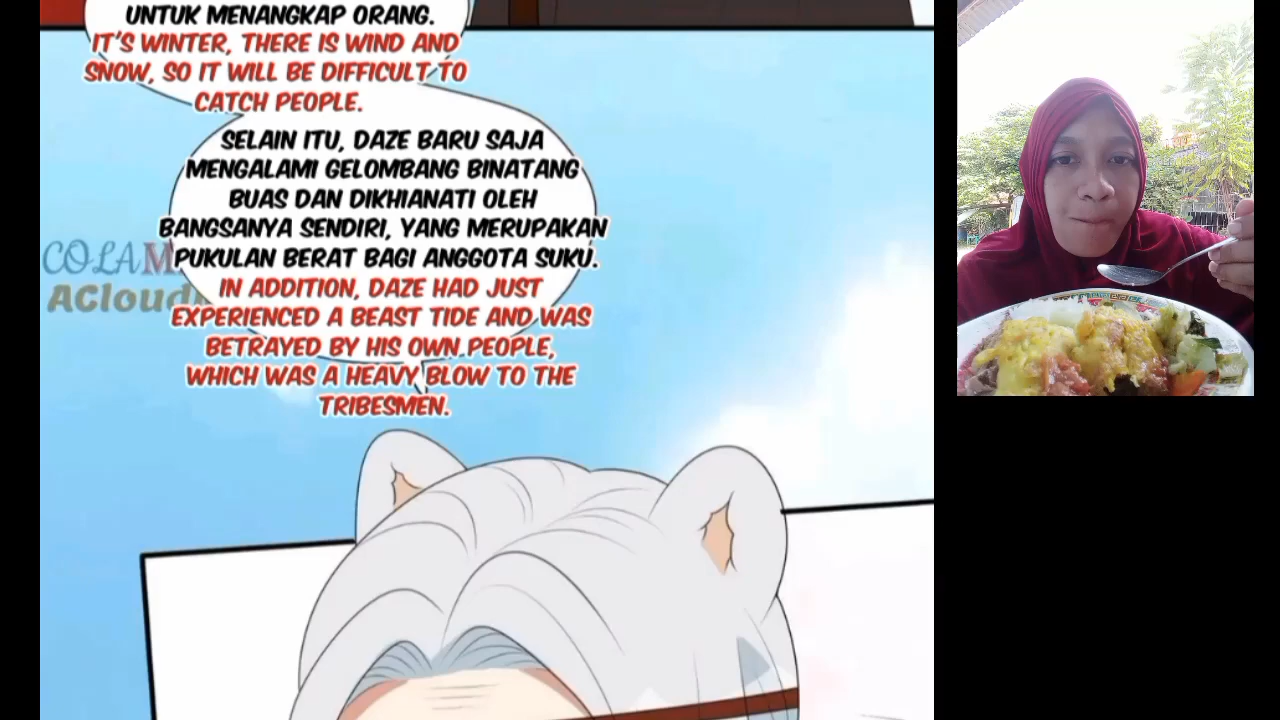 UNTUK MENANGKAP ORANG.
IT'S WINTER, THERE IS WIND AND
SNOW, SO IT WILL BE DIFFICULT TO
CATCH PEOPLE.
SELAIN ITU, DAZE BARU SAJA
MENGALAMI GELOMBANG BINATANG
BUAS DAN DIKHIANATI OLEH
BANGSANYA SENDIRI, YANG MERUPAKAN
PUKULAN BERAT BAGI ANGGOTA SUKU.
IN ADDITION, DAZE HAD JUST
EXPERIENCED A BEAST TIDE AND WAS
BETRAYED BY HIS OWN PEOPLE,
WHICH WAS A HEAVY BLOW TO THE
TRIBESMEN.
COLAM
ACloud